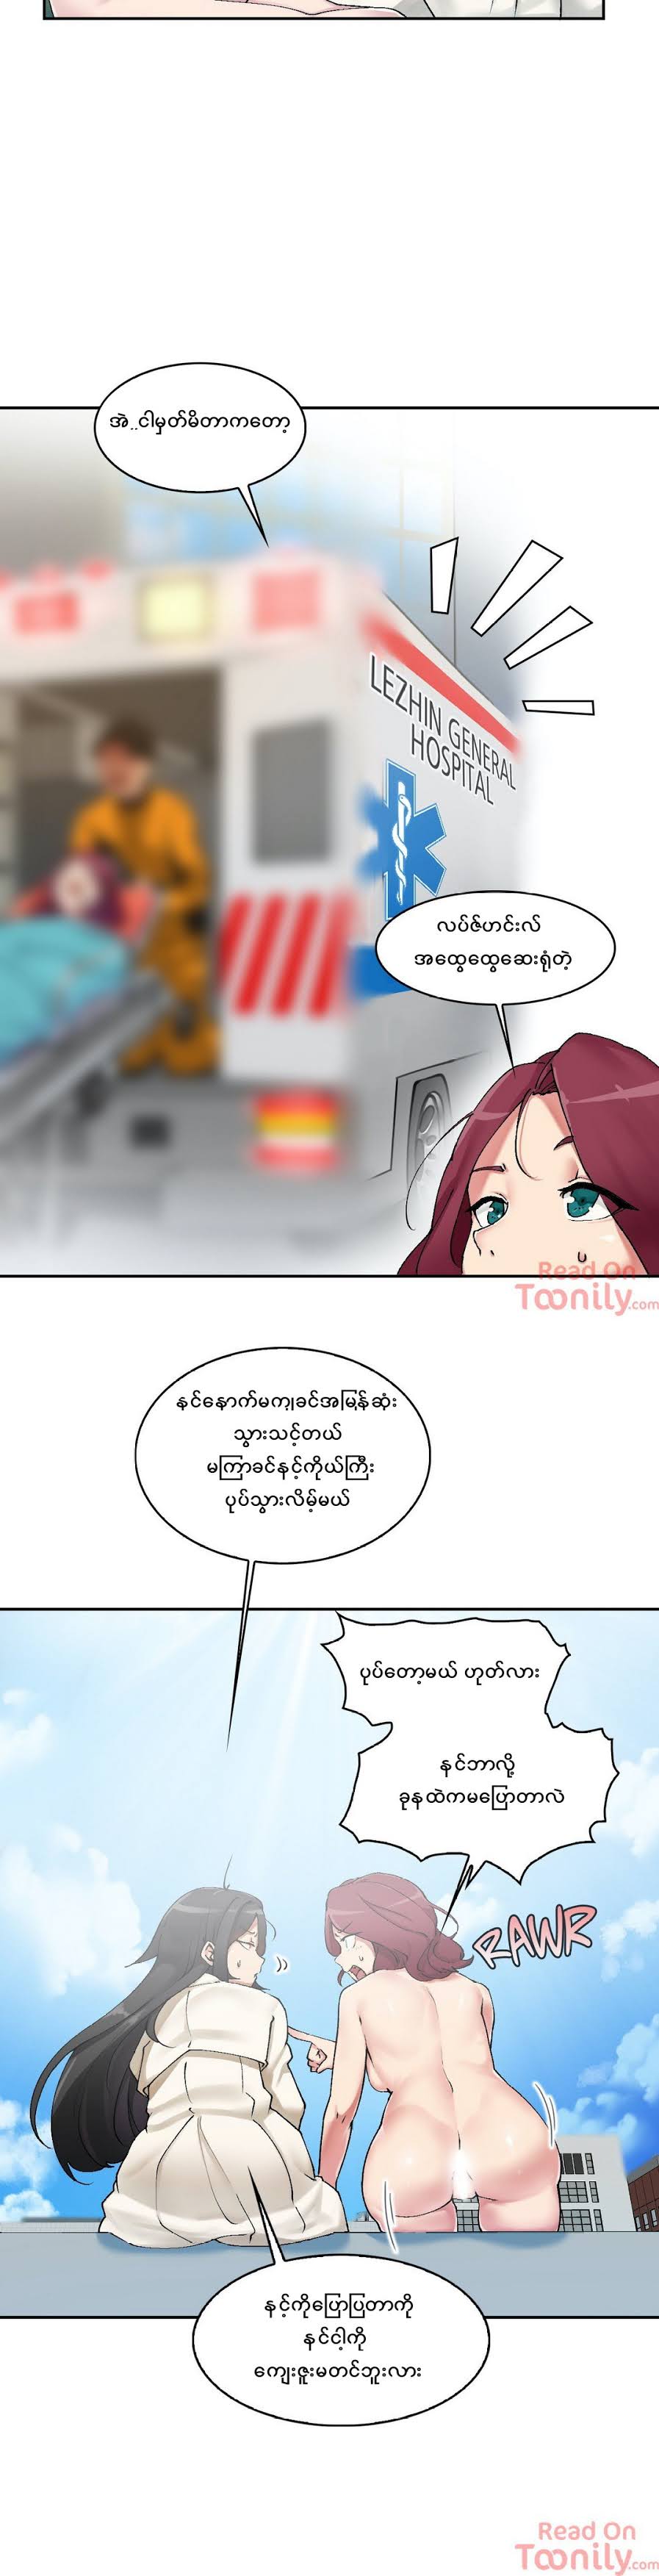 အဲ..ငါမှတ်မိတာကတော့
LEZHIN GENERAL
HOSPITAL
လပ်ဇ်ဟင်းလ်
အထွေထွေဆေးရုံတဲ့
Read On
Toonily.com
နင်နောက်မကျခင်အမြန်ဆုံး
သွားသင့်တယ်
မကြာခင်နင့်ကိုယ်ကြီး
ပုပ်သွားလိမ့်မယ်
ပုပ်တော့မယ် ဟုတ်လား
နင်ဘာလို့
ခုနထဲကမပြောတာလဲ
RAWR
နင့်ကိုပြောပြတာကို
နင်ငါ့ကို
ကျေးဇူးမတင်ဘူးလား
Read On
Toonily.com